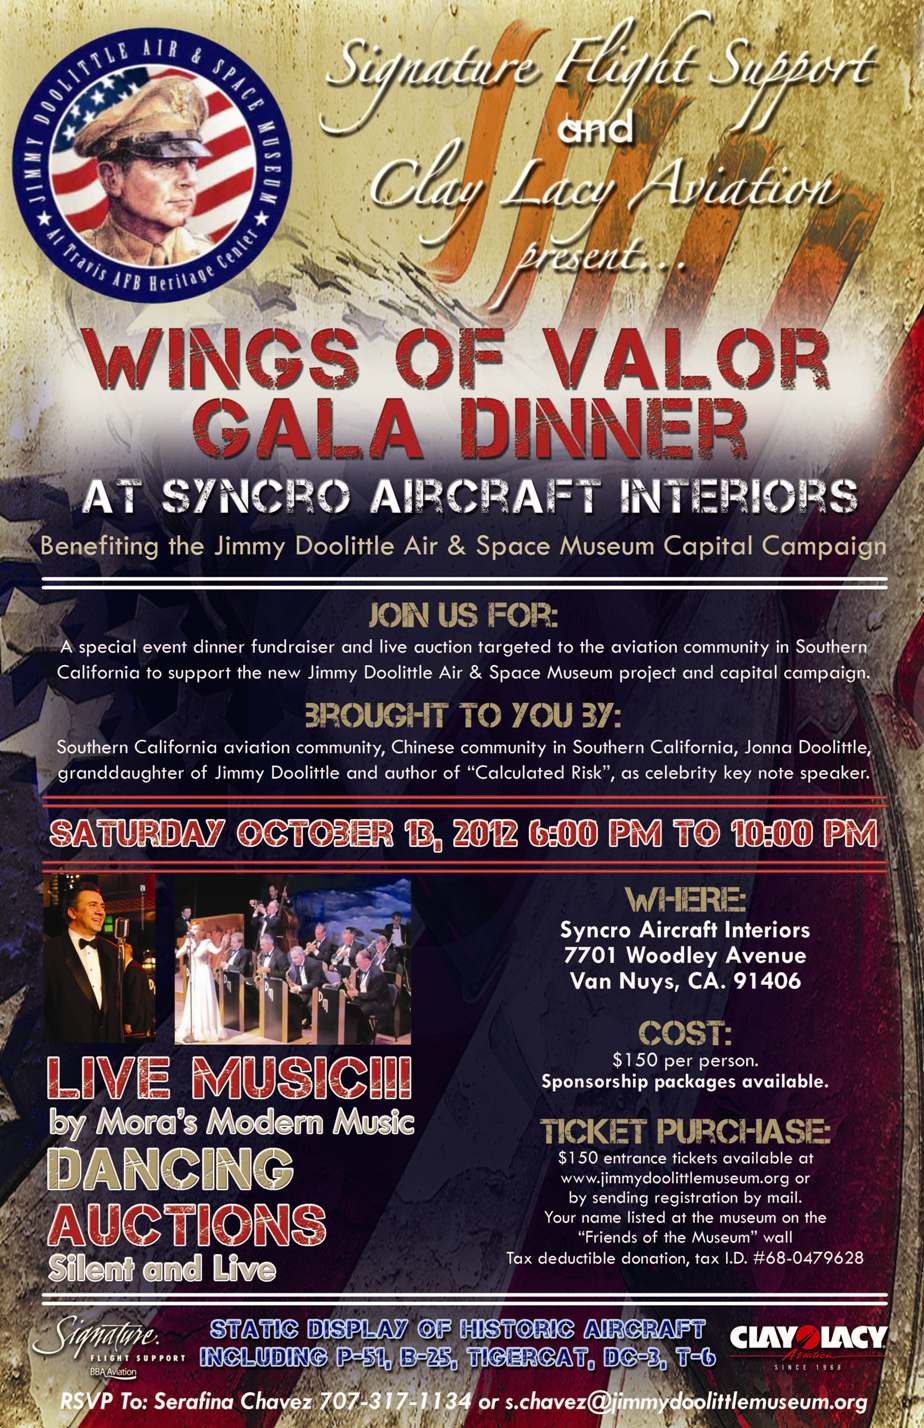 JIMMY DOOLITTLE AIR & SPACE MUSEUM
At Travis AFB Heritage Center
Signature Flight Support
and
Clay Lacy Aviation
present...
WINGS OF VALOR
GALA DINNER
AT SYNCRO AIRCRAFT INTERIORS
Benefiting the Jimmy Doolittle Air & Space Museum Capital Campaign
JOIN US FOR:
A special event dinner fundraiser and live auction targeted to the aviation community in Southern
California to support the new Jimmy Doolittle Air & Space Museum project and capital campaign.
BROUGHT TO YOU BY:
Southern California aviation community, Chinese community in Southern California, Jonna Doolittle,
granddaughter of Jimmy Doolittle and author of “Calculated Risk”, as celebrity key note speaker.
SATURDAY OCTOBER 13, 2012 6:00 PM TO 10:00 PM
LIVE MUSIC!!!
by Mora's Modern Music
DANCING
AUCTIONS
Silent and Live
WHERE:
Syncro Aircraft Interiors
7701 Woodley Avenue
Van Nuys, CA. 91406
COST:
$150 per person.
Sponsorship packages available.
TICKET PURCHASE:
$150 entrance tickets available at
www.jimmydoolittlemuseum.org or
by sending registration by mail.
Your name listed at the museum on the
“Friends of the Museum” wall
Tax deductible donation, tax I.D. #68-0479628
Signature.
FLIGHT SUPPORT
BBA Aviation
STATIC DISPLAY OF HISTORIC AIRCRAFT
INCLUDING P-51, B-25, TIGERCAT, DC-3, T-6
CLAY LACY
Aviation
SINCE 1968
RSVP To: Serafina Chavez 707-317-1134 or s.chavez@jimmydoolittlemuseum.org